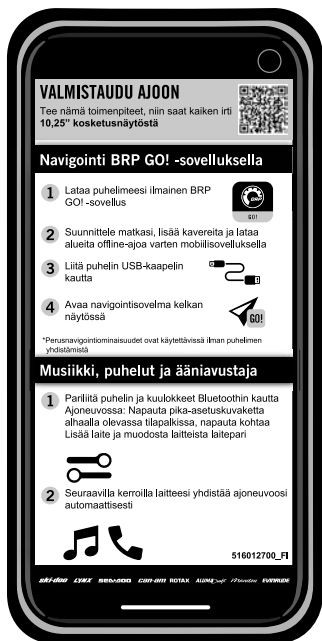 VALMISTAUDU AJOON
Tee nämä toimenpiteet, niin saat kaiken irti
10,25” kosketusnäytöstä
Navigointi BRP GO! -sovelluksella
1 Lataa puhelimeesi ilmainen BRP
GO! -sovellus
brp
GO!
2 Suunnittele matkasi, lisää kavereita ja lataa
alueita offline-ajoa varten mobiilisovelluksella
3 Liitä puhelin USB-kaapelin
kautta
4 Avaa navigointisovelma kelkan
näytössä
GO!
*Perusnavigointiominaisuudet ovat käytettävissä ilman puhelimen
yhdistämistä
Musiikki, puhelut ja ääniavustaja
1 Pariliitä puhelin ja kuulokkeet Bluetoothin kautta
Ajoneuvossa: Napauta pika-asetuskuvaketta
alhaalla olevassa tilapalkissa, napauta kohtaa
Lisää laite ja muodosta laitteista laitepari
2 Seuraavilla kerroilla laitteesi yhdistää ajoneuvoosi
automaattisesti
516012700_FI
ski-doo LYNX SEA-DOO can-am ROTAX ALUMACRAFT Manitou EVINRUDE